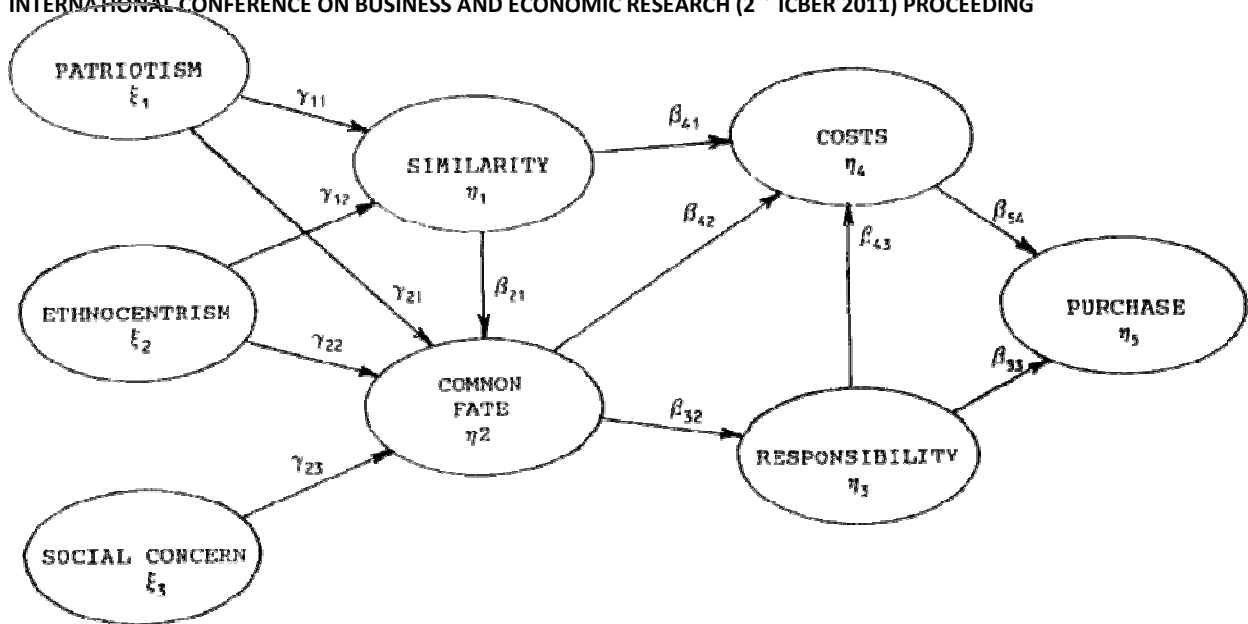 INTERNATIONAL CONFERENCE ON BUSINESS AND ECONOMIC RESEARCH (2 ICBER 2011) PROCEEDING
PATRIOTISM
ξ₁
γ₁₁
SIMILARITY
η₁
β₄₁
COSTS
η₄
γ₁₂
β₄₂
β₄₃
β₅₄
ETHNOCENTRISM
ξ₂
γ₂₁
β₂₁
PURCHASE
η₅
γ₂₂
COMMON
FATE
η2
β₃₂
β₅₃
RESPONSIBILITY
η₃
γ₂₃
SOCIAL CONCERN
ξ₃